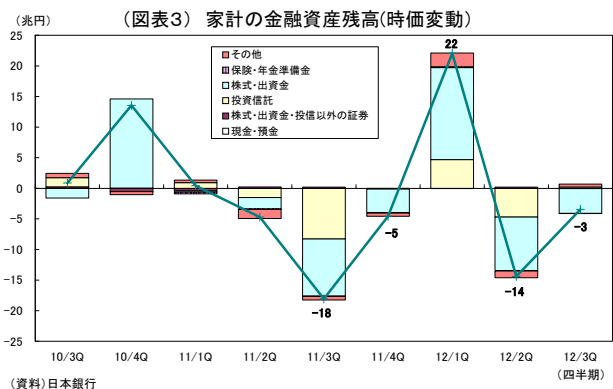 （図表３） 家計の金融資産残高(時価変動)
（兆円）
25
20
15
10
5
0
−5
−10
−15
−20
−25
その他
保険・年金準備金
株式・出資金
投資信託
株式・出資金・投信以外の証券
現金・預金
22
−18
−5
−14
−3
10/3Q 10/4Q 11/1Q 11/2Q 11/3Q 11/4Q 12/1Q 12/2Q 12/3Q
（四半期）
（資料）日本銀行